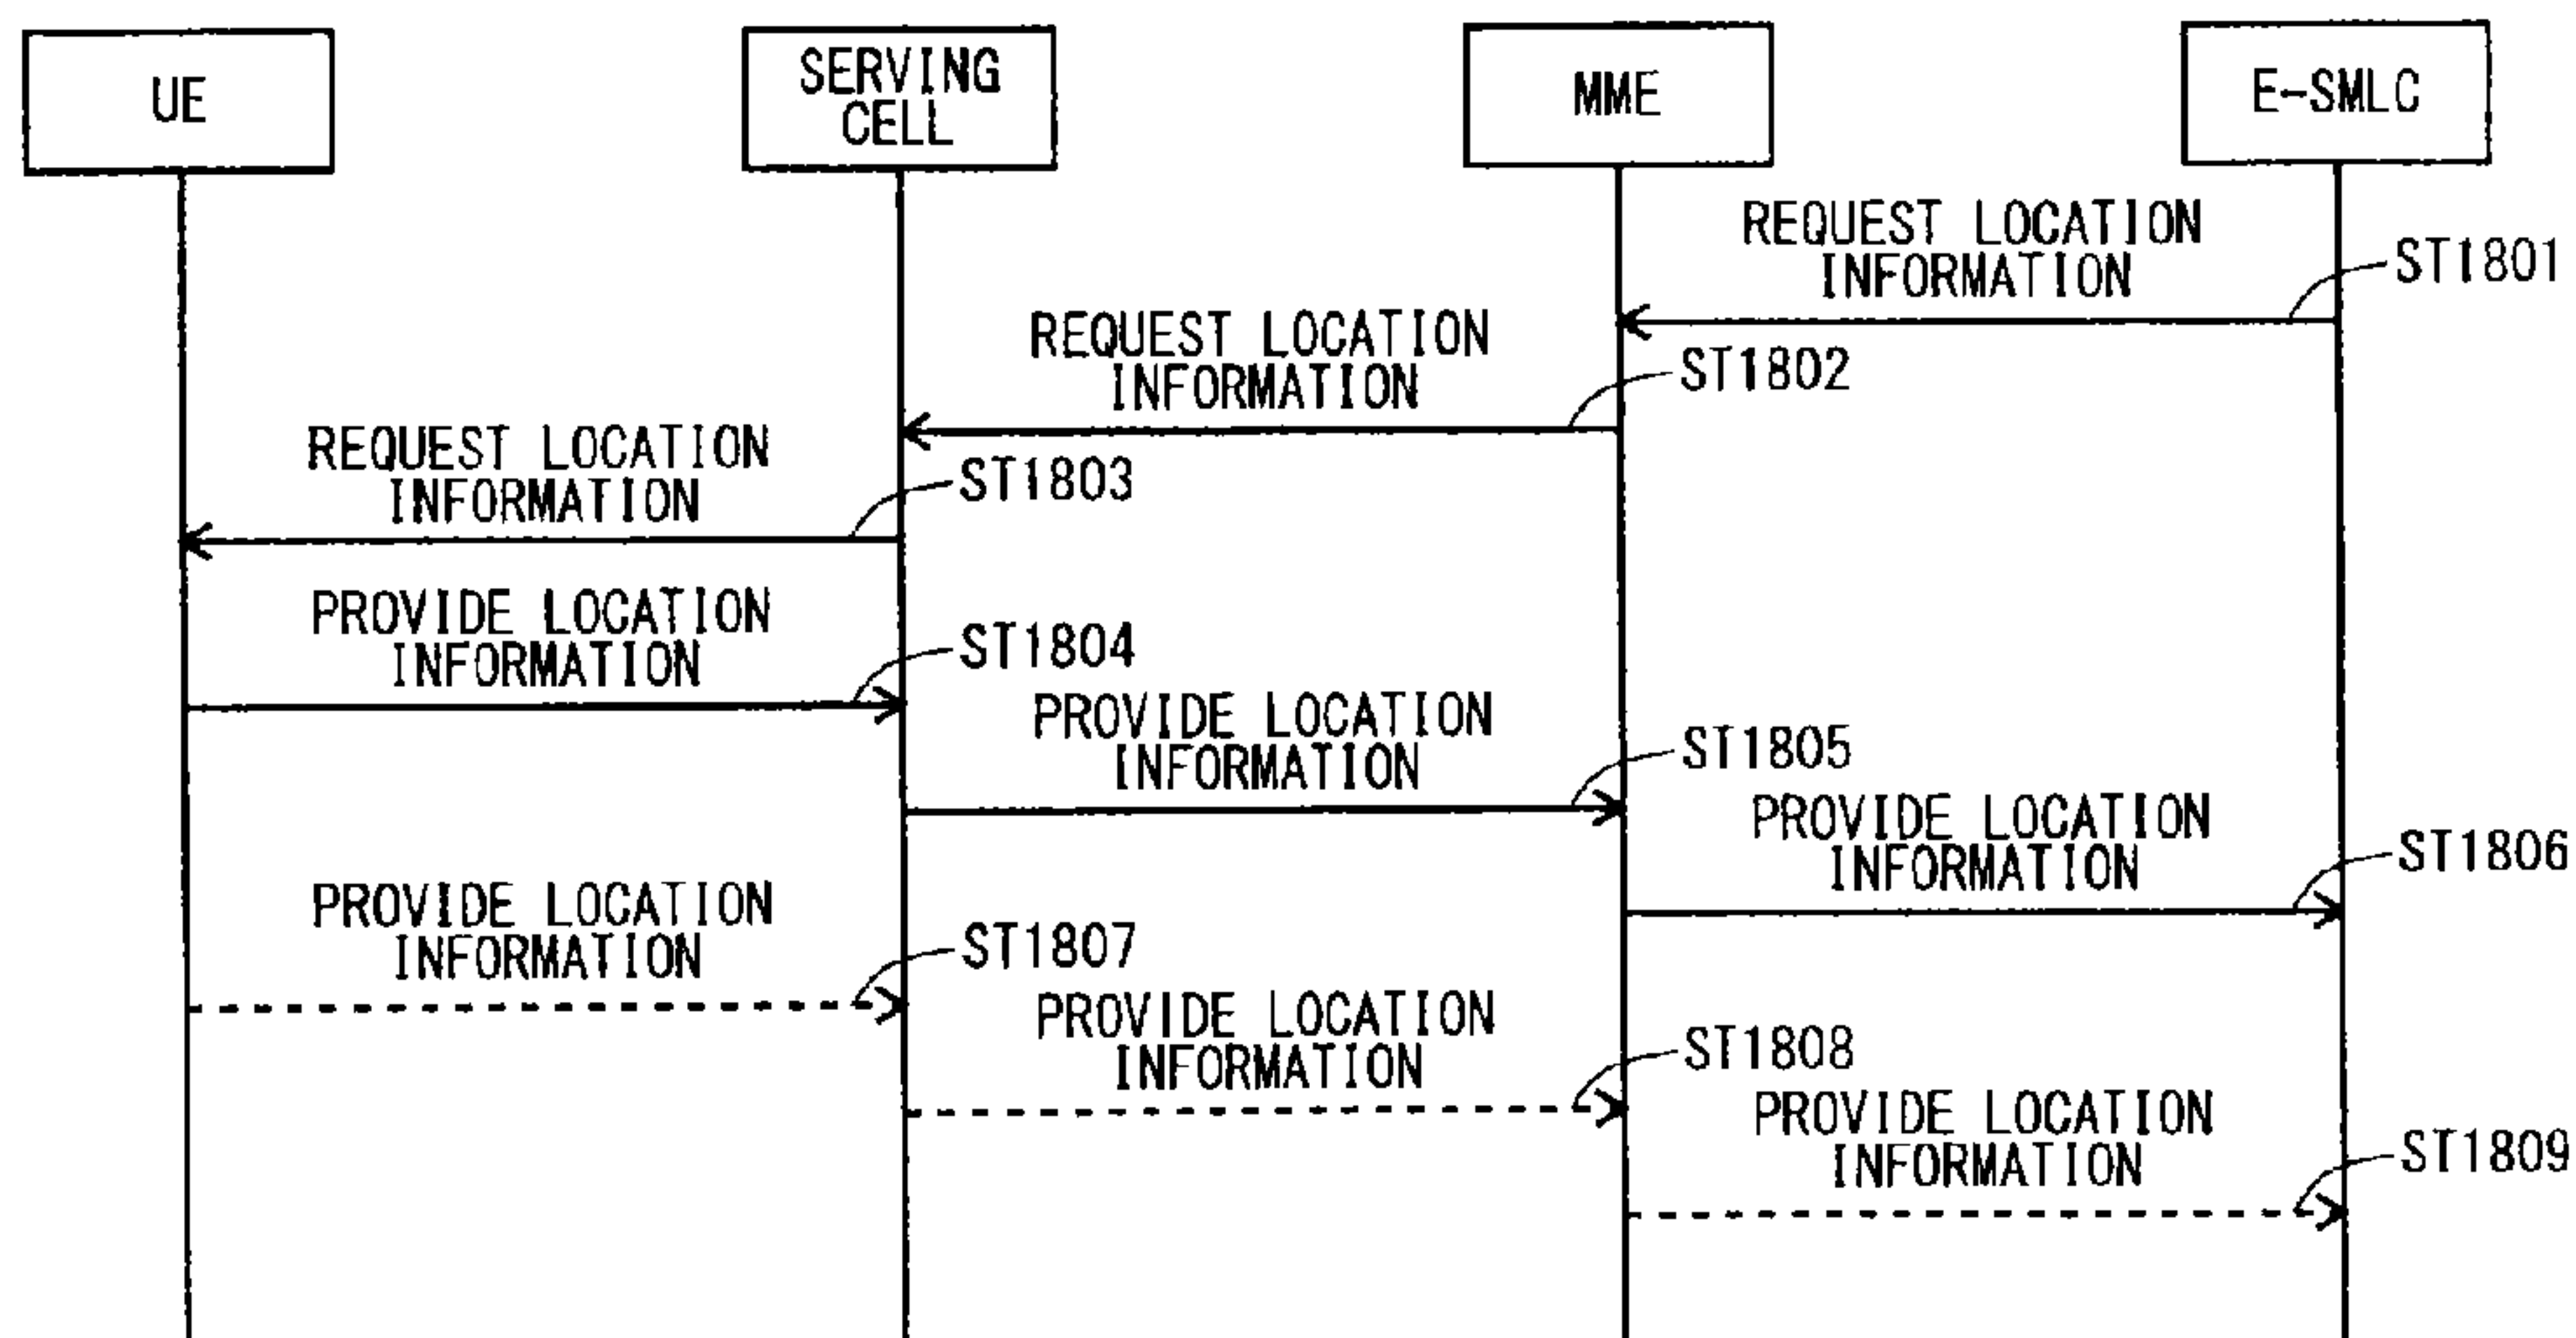 UE
SERVING
CELL
MME
E-SMLC
REQUEST LOCATION
INFORMATION
ST1801
REQUEST LOCATION
INFORMATION
ST1802
REQUEST LOCATION
INFORMATION
ST1803
PROVIDE LOCATION
INFORMATION
ST1804
PROVIDE LOCATION
INFORMATION
ST1805
PROVIDE LOCATION
INFORMATION
ST1806
PROVIDE LOCATION
INFORMATION
ST1807
PROVIDE LOCATION
INFORMATION
ST1808
PROVIDE LOCATION
INFORMATION
ST1809